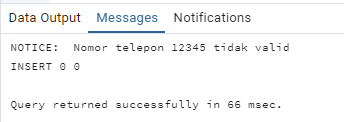 Data Output Messages Notifications
NOTICE:  Nomor telepon 12345 tidak valid
INSERT 0 0
Query returned successfully in 66 msec.